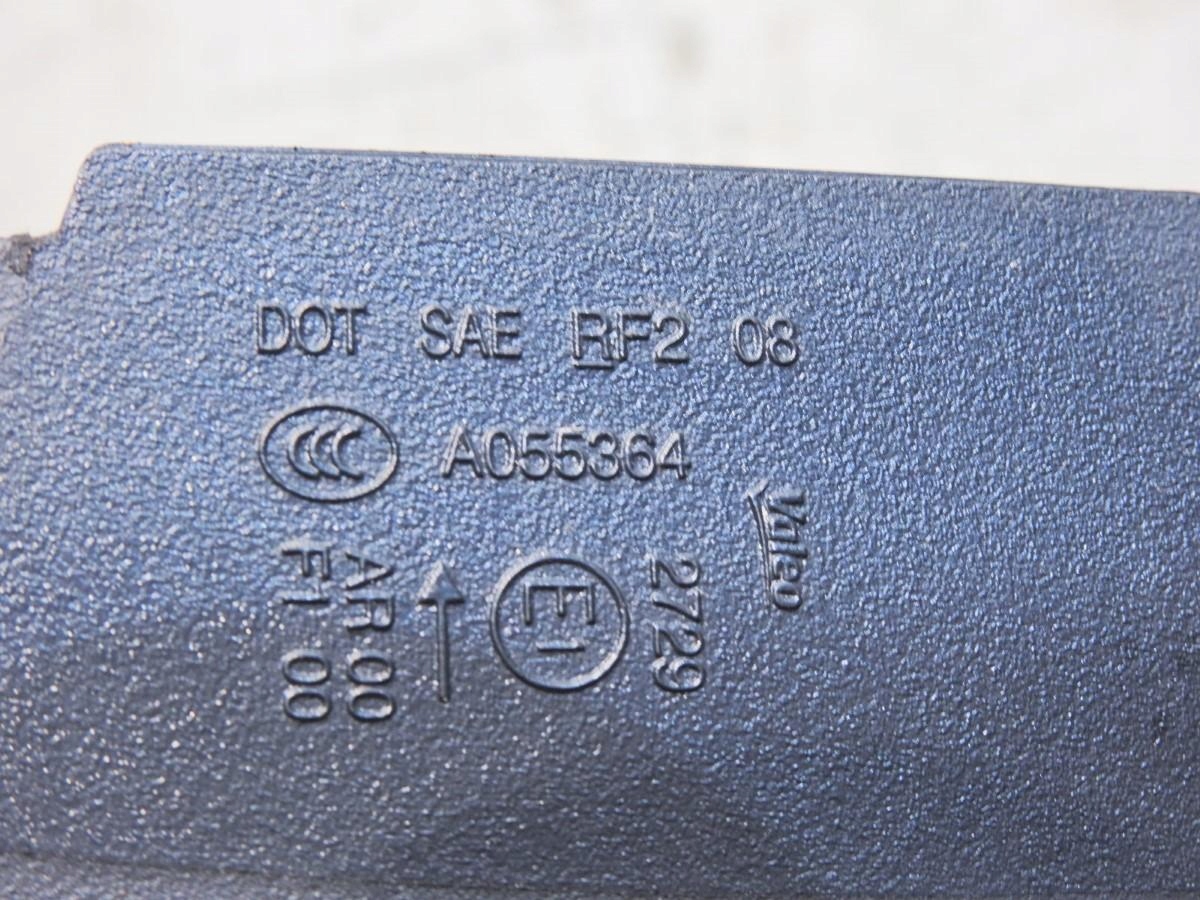 DOT SAE RF2 08
CCC A055364
Valeo
2729
E1
AR 00
F1 00